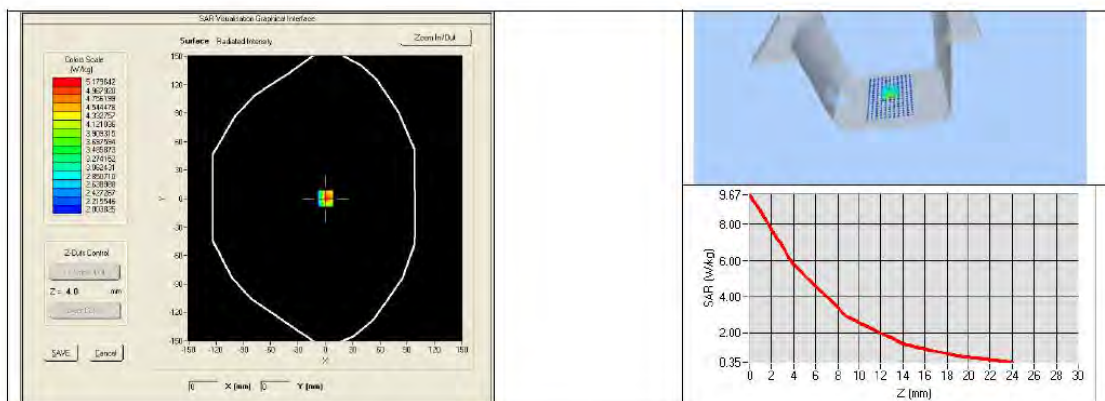 SAR Visualisation Graphical Interface
Surface Radiated Intensity
Zoom In/Out
Colors Scale
(W/kg)
5.179642
4.967920
4.756199
4.544478
4.332757
4.121036
3.909315
3.697594
3.485873
3.274152
3.062431
2.850710
2.638988
2.427267
2.215546
2.003825
150
120
90
60
30
0
-30
-60
-90
-120
-150
Y
-150 -120 -90 -60 -30 0 30 60 90 120 150
X
Z-Cuts Control
Z = 4.0 mm
SAVE Cancel
0 X (mm) 0 Y (mm)
9.67
8.00
6.00
4.00
2.00
0.35
SAR (W/kg)
0 2 4 6 8 10 12 14 16 18 20 22 24 26 28 30
Z (mm)